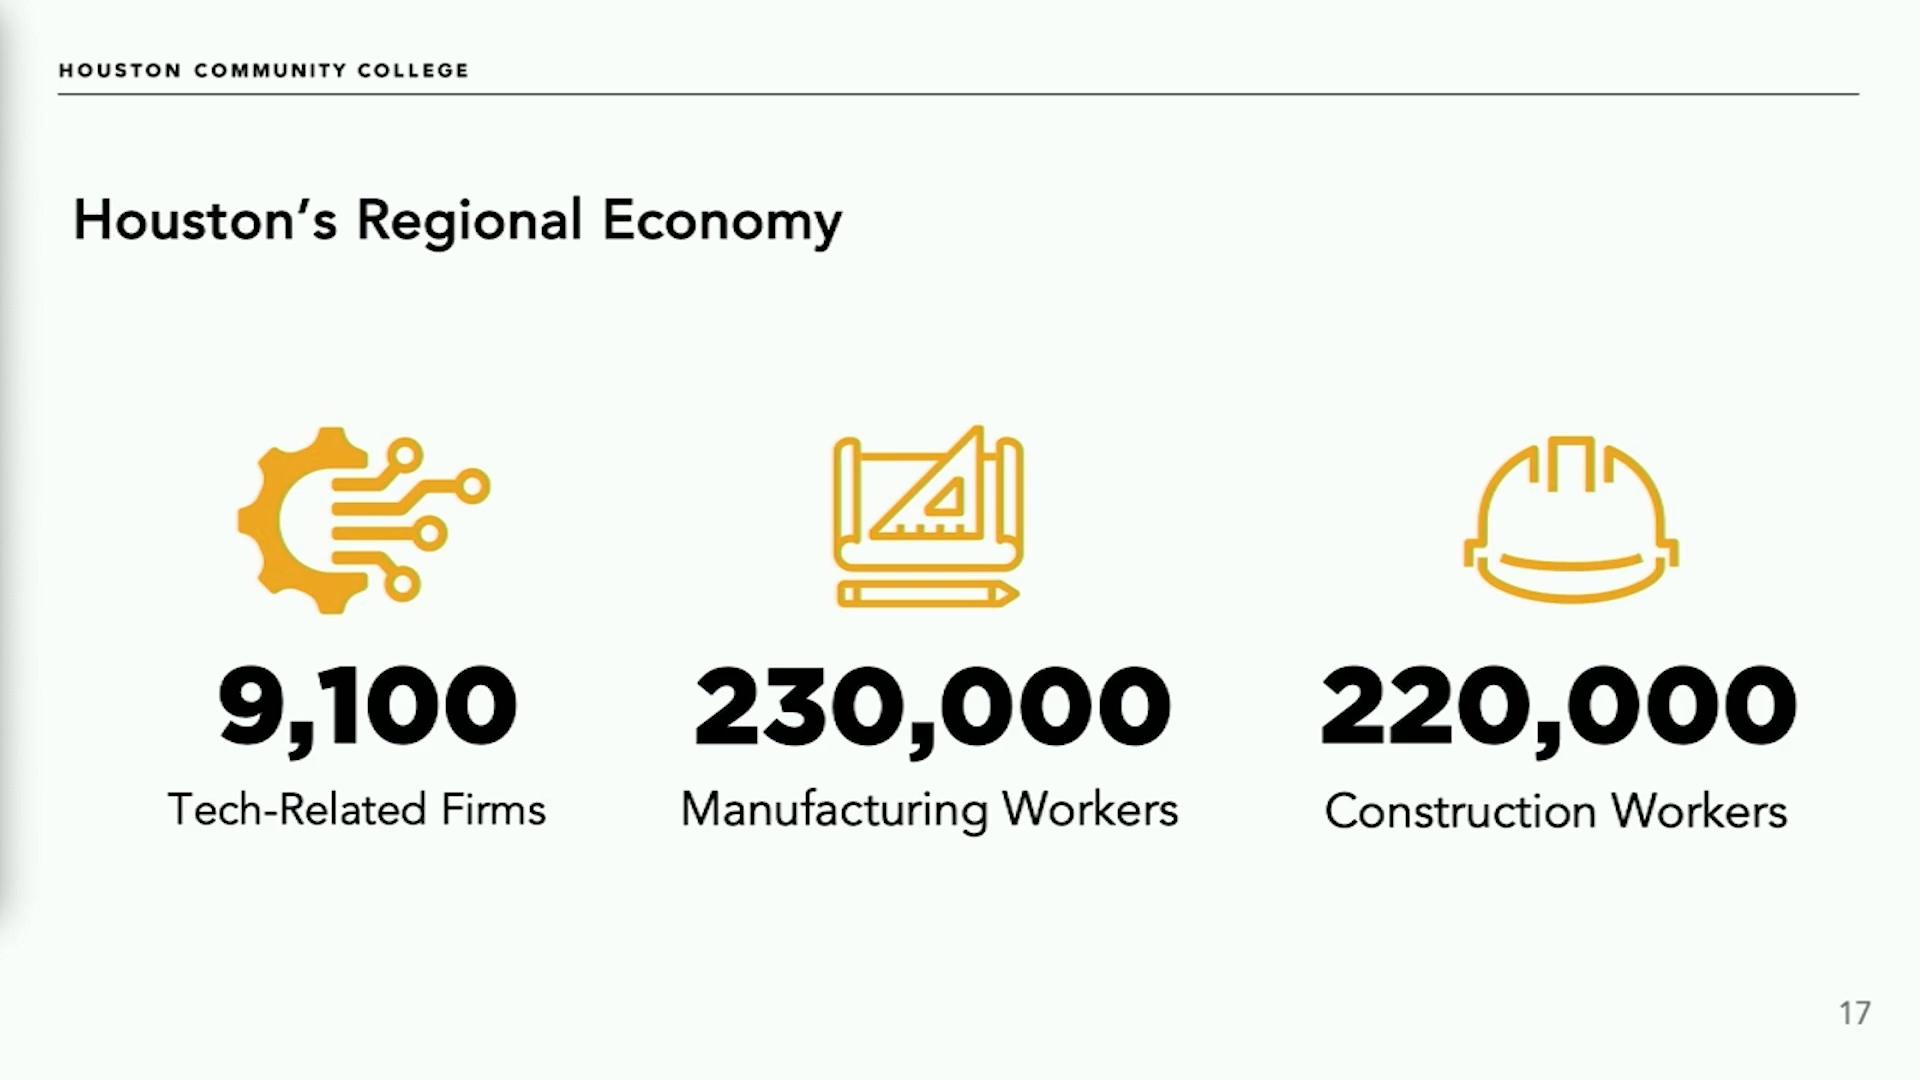 HOUSTON COMMUNITY COLLEGE
Houston’s Regional Economy
9,100
Tech-Related Firms
230,000
Manufacturing Workers
220,000
Construction Workers
17